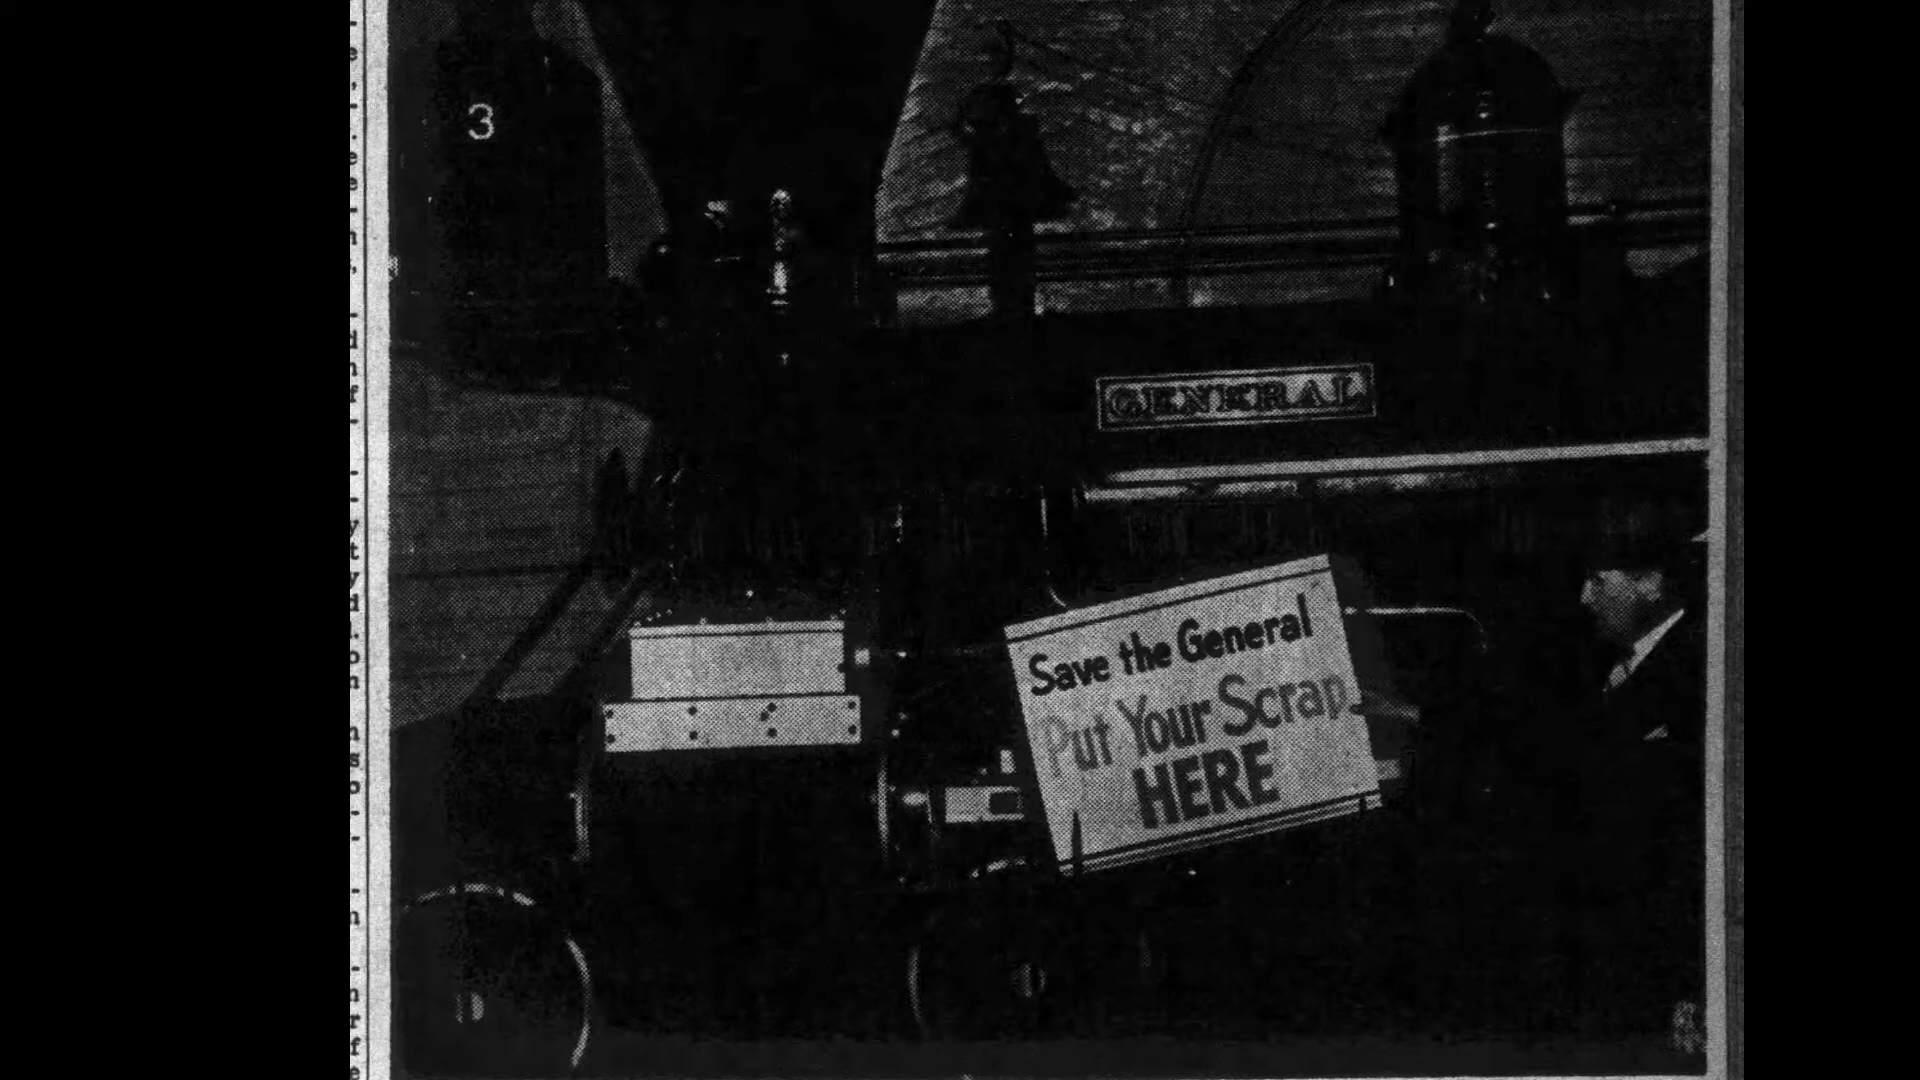 3
GENERAL
Save the General
Put Your Scrap
HERE